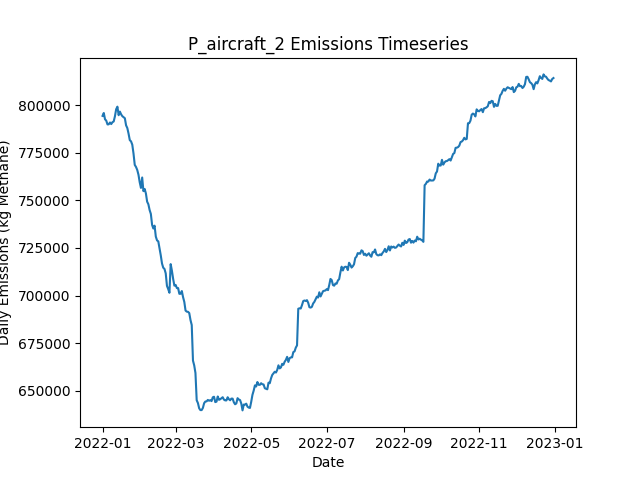 P_aircraft_2 Emissions Timeseries
800000
775000
750000
725000
700000
675000
650000
Daily Emissions (kg Methane)
2022-01 2022-03 2022-05 2022-07 2022-09 2022-11 2023-01
Date